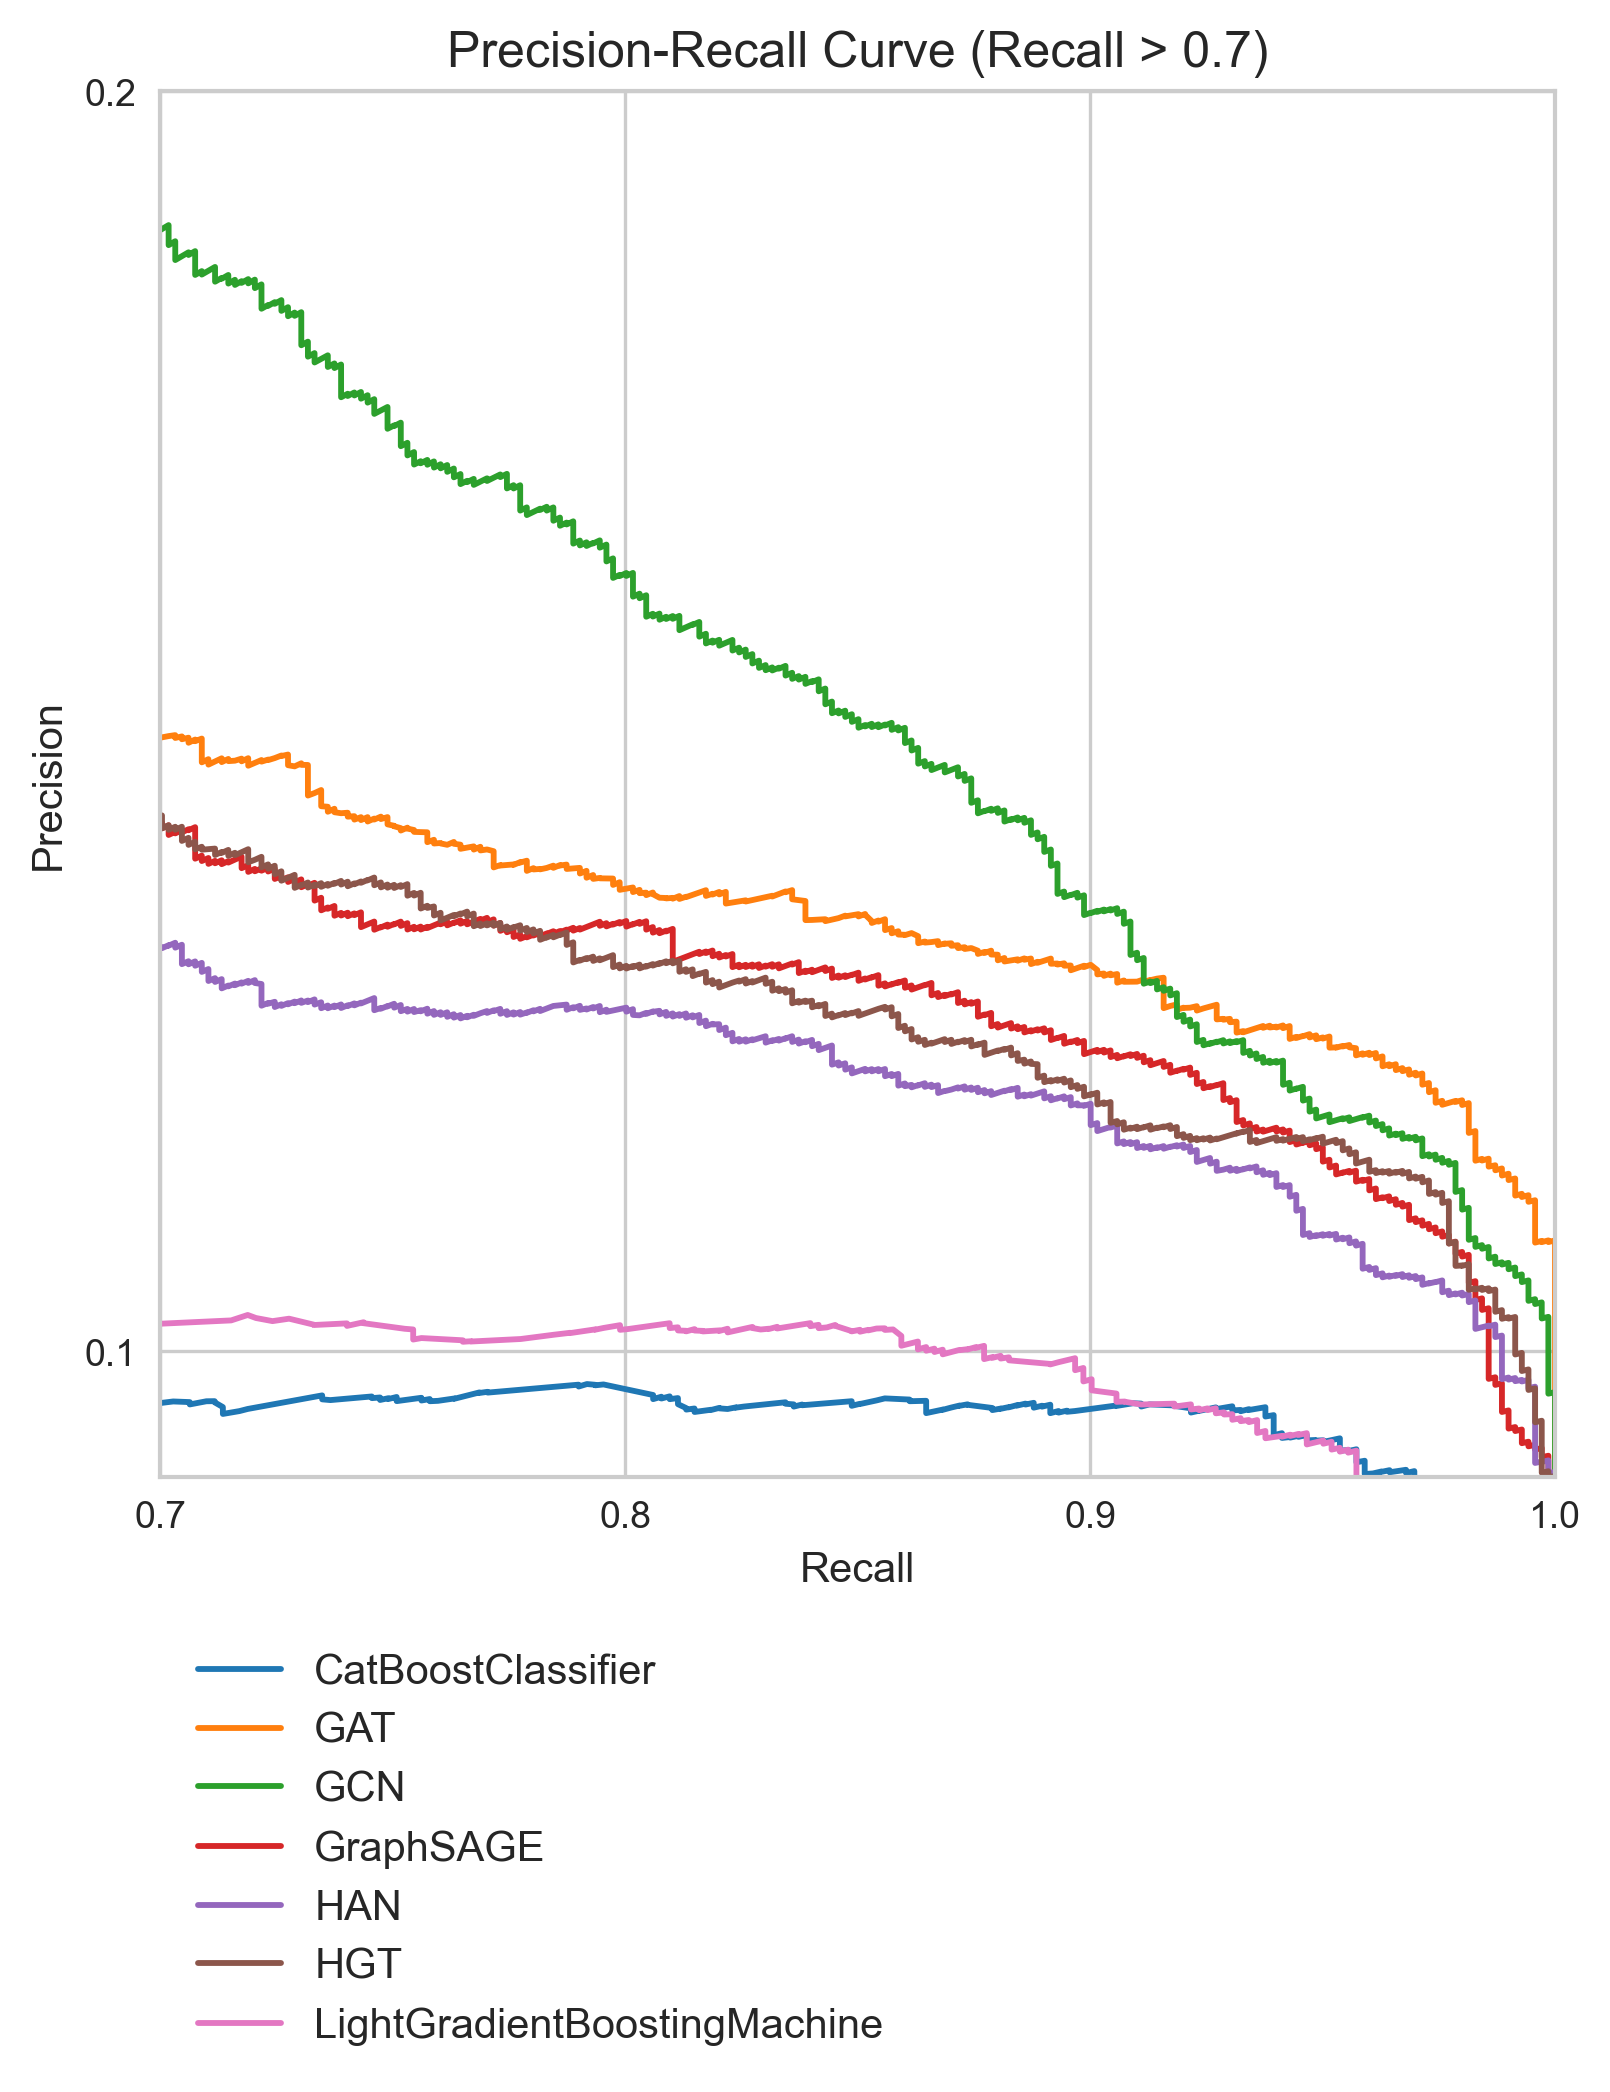 Precision-Recall Curve (Recall > 0.7)
0.2
Precision
0.1
0.7 0.8 0.9 1.0
Recall
CatBoostClassifier
GAT
GCN
GraphSAGE
HAN
HGT
LightGradientBoostingMachine